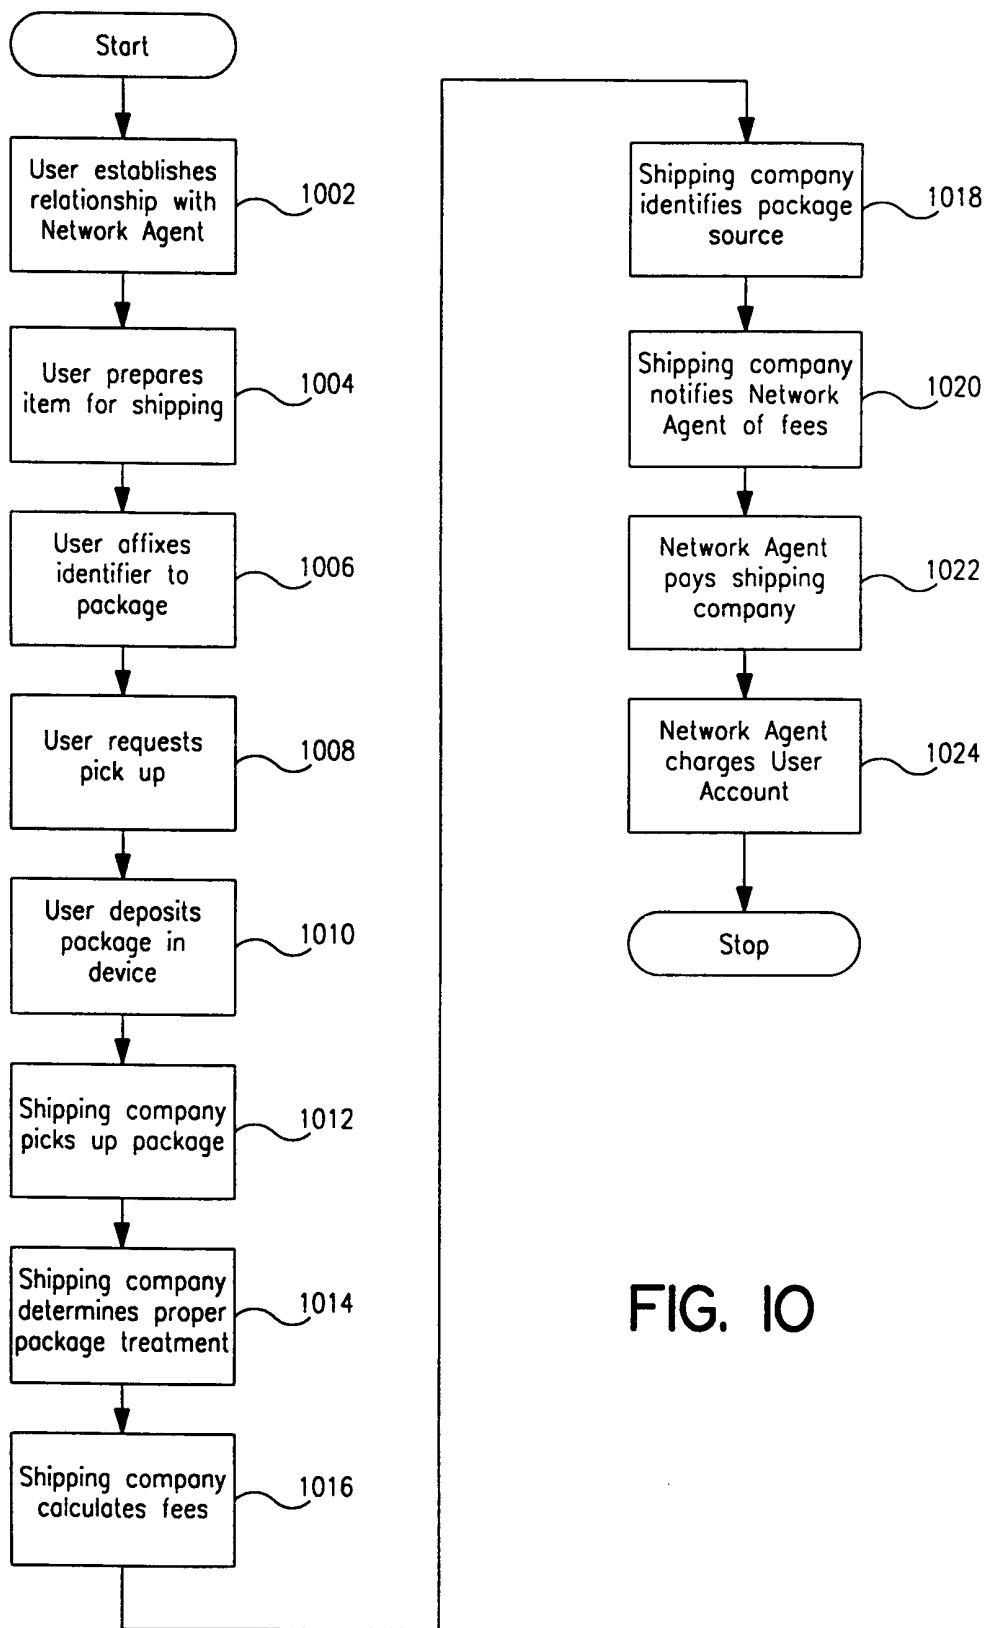 Start
User establishes
relationship with
Network Agent
1002
User prepares
item for shipping
1004
User affixes
identifier to
package
1006
User requests
pick up
1008
User deposits
package in
device
1010
Shipping company
picks up package
1012
Shipping company
determines proper
package treatment
1014
Shipping company
calculates fees
1016
Shipping company
identifies package
source
1018
Shipping company
notifies Network
Agent of fees
1020
Network Agent
pays shipping
company
1022
Network Agent
charges User
Account
1024
Stop
FIG. 10